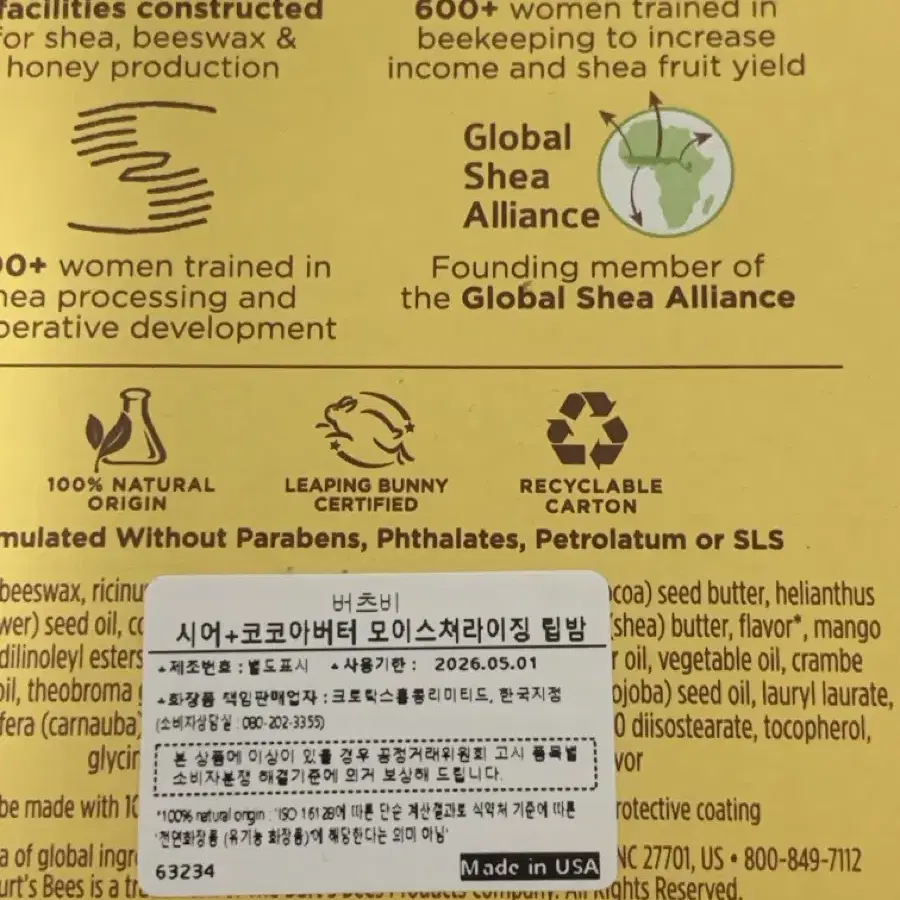 facilities constructed
for shea, beeswax &
honey production
600+ women trained in
beekeeping to increase
income and shea fruit yield
Global
Shea
Alliance
00+ women trained in
hea processing and
perative development
Founding member of
the Global Shea Alliance
100% NATURAL
ORIGIN
LEAPING BUNNY
CERTIFIED
RECYCLABLE
CARTON
mulated Without Parabens, Phthalates, Petrolatum or SLS
beeswax, ricinu
wer) seed oil, co
dilinoleyl esters
oil, theobroma
fera (carnauba)
glycin
be made with 10
a of global ingr
urt's Bees is a tr
coa) seed butter, helianthus
(shea) butter, flavor*, mango
r oil, vegetable oil, crambe
ojoba) seed oil, lauryl laurate,
0 diisostearate, tocopherol,
vor
rotective coating
NC 27701, US • 800-849-7112
Rights Reserved.
버츠비
시어+코코아버터 모이스쳐라이징 립밤
제조번호 : 별도표시 사용기한 : 2026.05.01
화장품 책임판매업자 : 크로락스홍콩리미티드, 한국지점
(소비자상담실 : 080-202-3355)
본 상품에 이상이 있을 경우 공정거래위원회 고시 품목별
소비자분쟁 해결기준에 의거 보상해 드립니다.
*100% natural origin : 'ISO 16128에 따른 단순 계산결과로 식약처 기준에 따른
'천연화장품 (유기농 화장품)'에 해당한다는 의미 아님'
63234
Made in USA